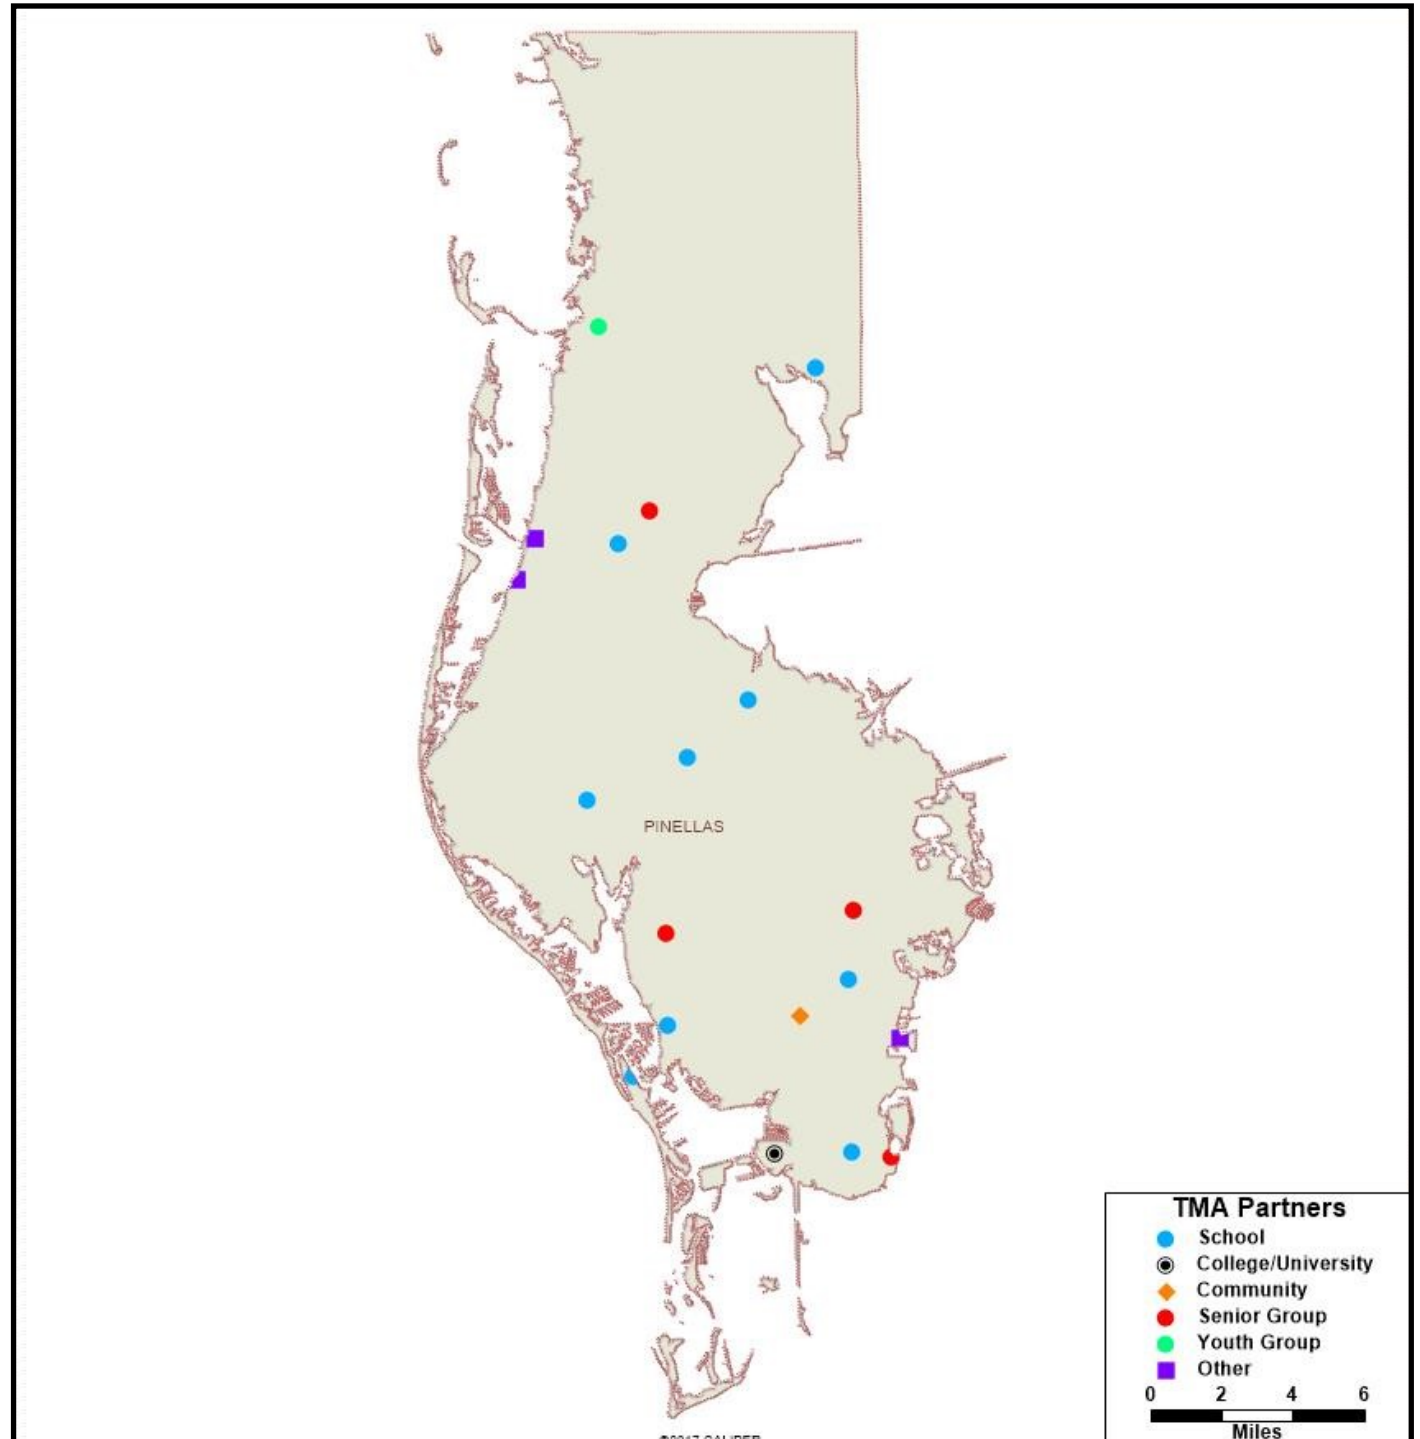 PINELLAS
TMA Partners
School
College/University
Community
Senior Group
Youth Group
Other
0 2 4 6
Miles